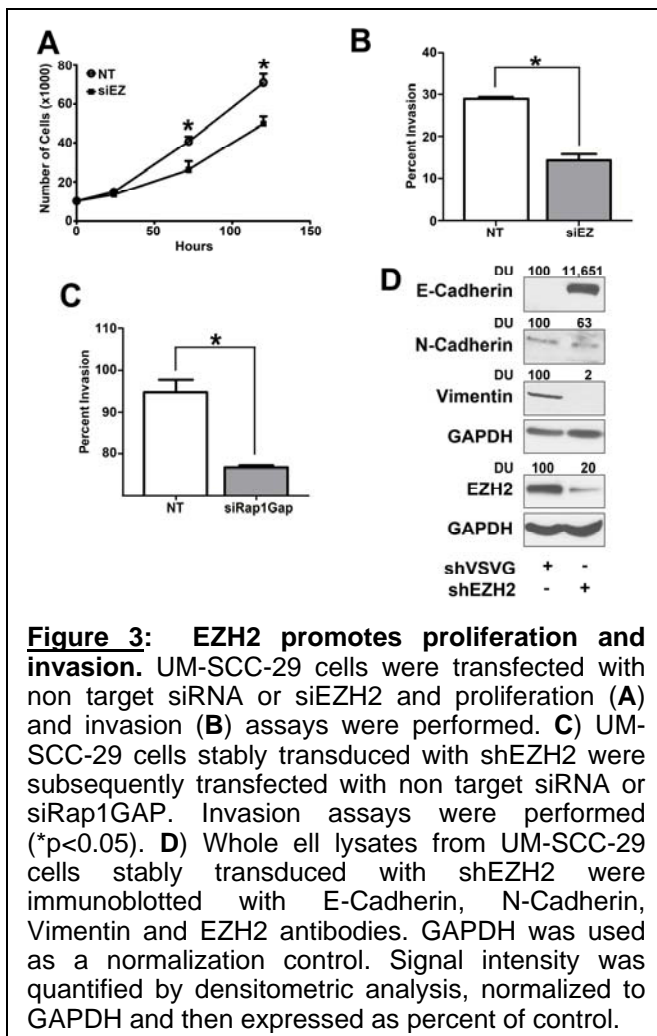 A
NT
siEZ
Number of Cells (x1000)
80
60
40
20
0
* *
0 50 100 150
Hours
B
Percent Invasion
40
30
20
10
0
*
NT siEZ
C
Percent Invasion
110
100
90
80
*
NT siRap1Gap
D
DU 100 11,651
E-Cadherin
DU 100 63
N-Cadherin
DU 100 2
Vimentin
GAPDH
DU 100 20
EZH2
GAPDH
shVSVG + -
shEZH2 - +
Figure 3: EZH2 promotes proliferation and
invasion. UM-SCC-29 cells were transfected with
non target siRNA or siEZH2 and proliferation (A)
and invasion (B) assays were performed. C) UM-
SCC-29 cells stably transduced with shEZH2 were
subsequently transfected with non target siRNA or
siRap1GAP. Invasion assays were performed
(*p<0.05). D) Whole ell lysates from UM-SCC-29
cells stably transduced with shEZH2 were
immunoblotted with E-Cadherin, N-Cadherin,
Vimentin and EZH2 antibodies. GAPDH was used
as a normalization control. Signal intensity was
quantified by densitometric analysis, normalized to
GAPDH and then expressed as percent of control.